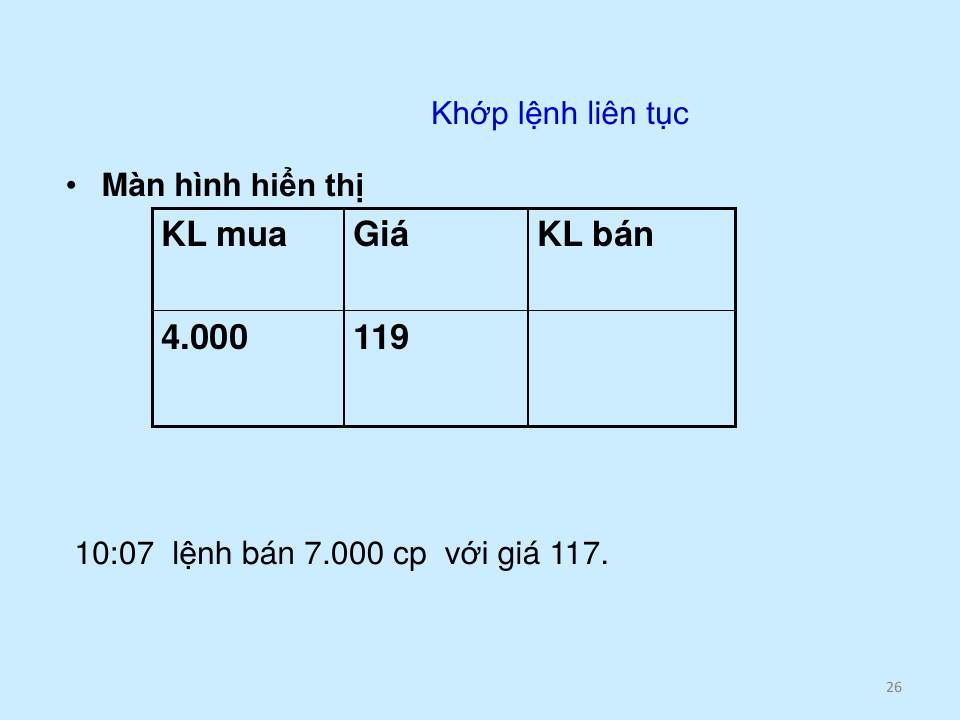 Khớp lệnh liên tục
• Màn hình hiển thị
KL mua Giá KL bán
4.000 119
10:07 lệnh bán 7.000 cp với giá 117.
26